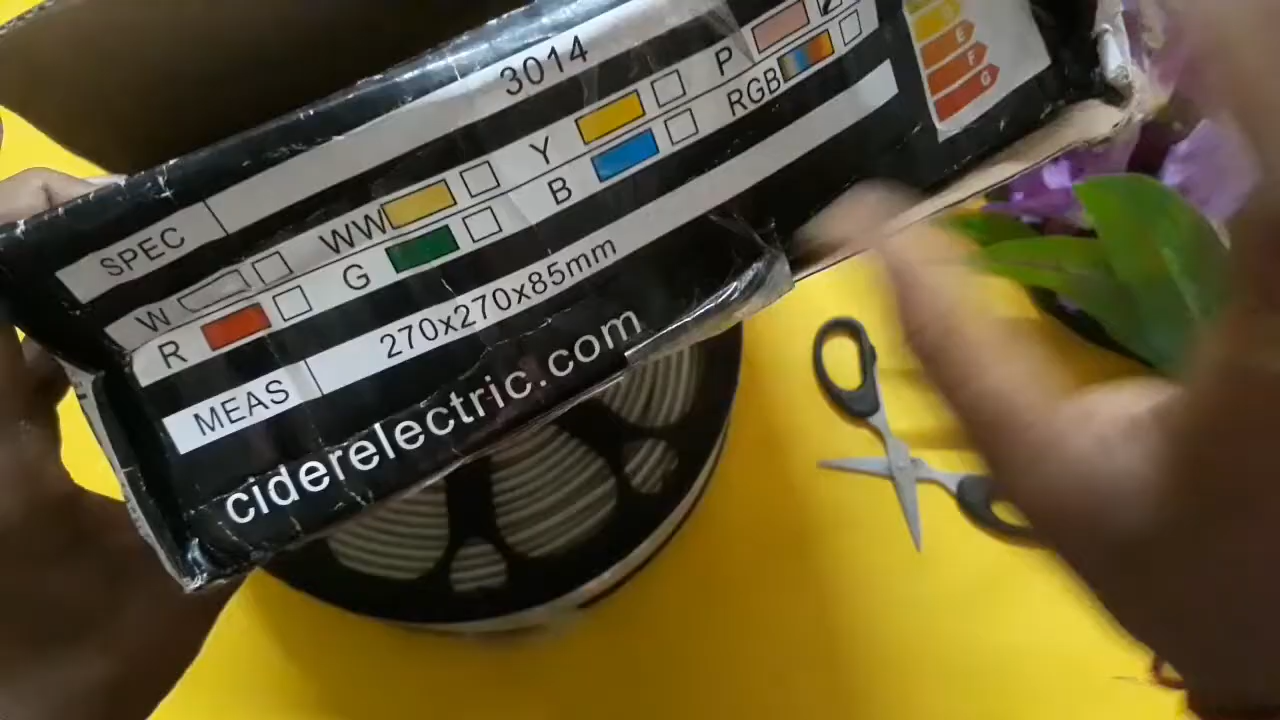 SPEC 3014
W WW Y P
R G B RGB
MEAS 270x270x85mm
ciderelectric.com
E
F
G